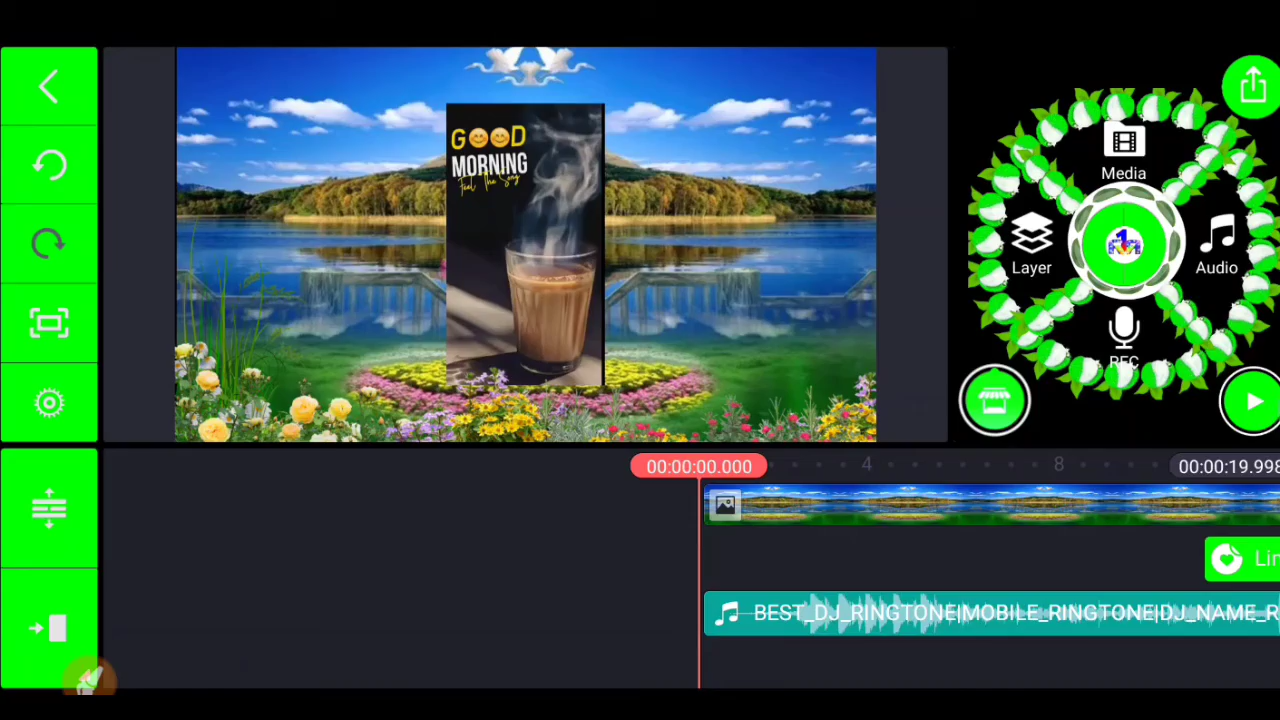 G😊😊D
MORNING
Feel The Song
Media
Layer
Audio
REC
00:00:00.000
4
8
00:00:19.998
Lin
BEST_DJ_RINGTONE|MOBILE_RINGTONE|DJ_NAME_R